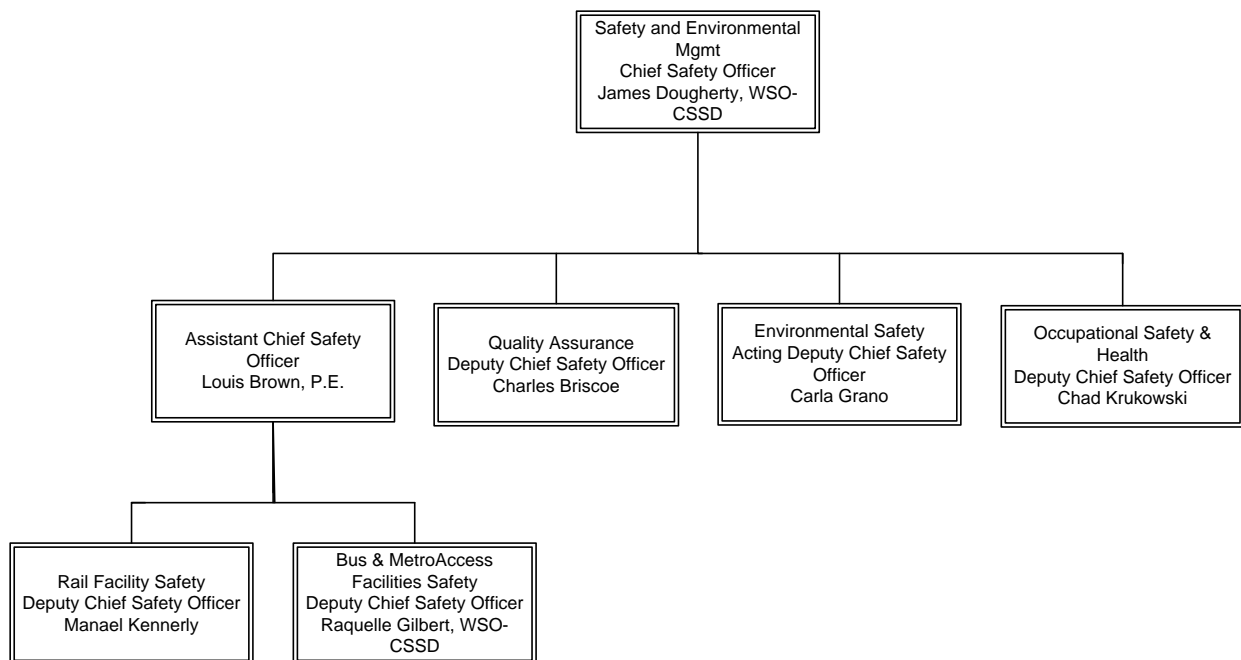 Safety and Environmental
Mgmt
Chief Safety Officer
James Dougherty, WSO-
CSSD
Assistant Chief Safety
Officer
Louis Brown, P.E.
Quality Assurance
Deputy Chief Safety Officer
Charles Briscoe
Environmental Safety
Acting Deputy Chief Safety
Officer
Carla Grano
Occupational Safety &
Health
Deputy Chief Safety Officer
Chad Krukowski
Rail Facility Safety
Deputy Chief Safety Officer
Manael Kennerly
Bus & MetroAccess
Facilities Safety
Deputy Chief Safety Officer
Raquelle Gilbert, WSO-
CSSD